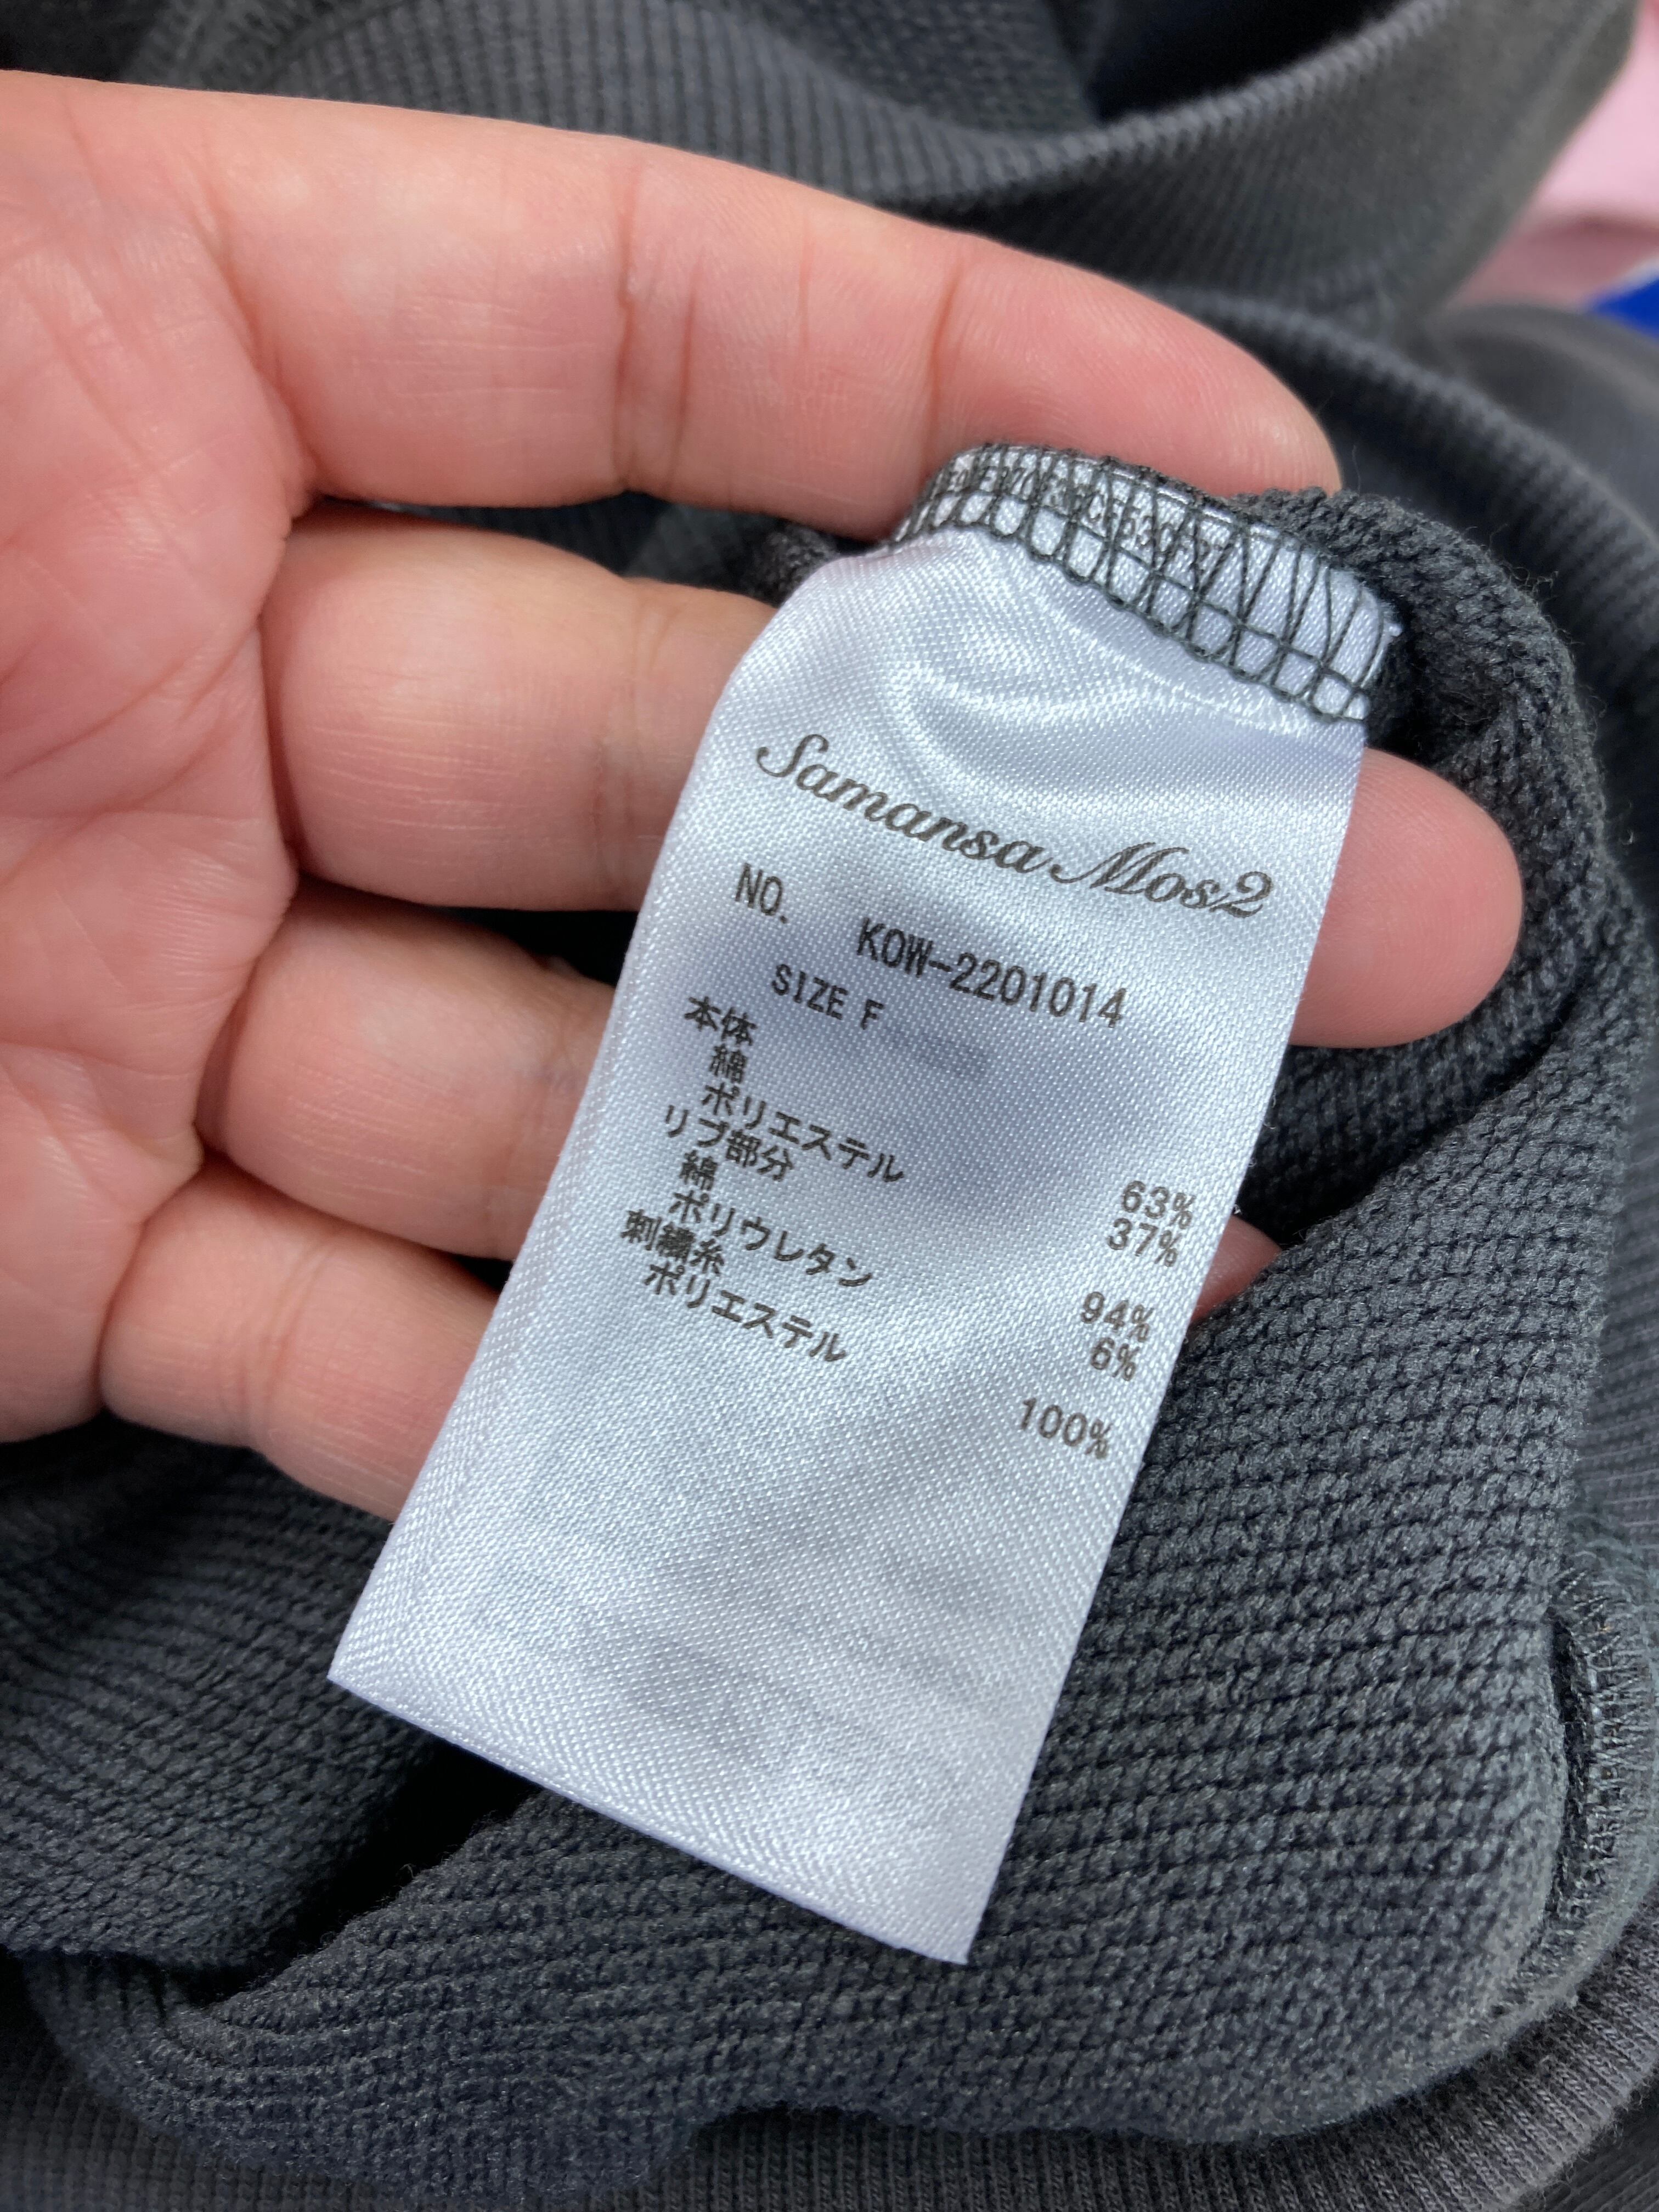 Samansa Mos2
NO. KOW-2201014
SIZE F
本体
綿 63%
ポリエステル 37%
リブ部分
綿 94%
ポリウレタン 6%
刺繍糸
ポリエステル 100%